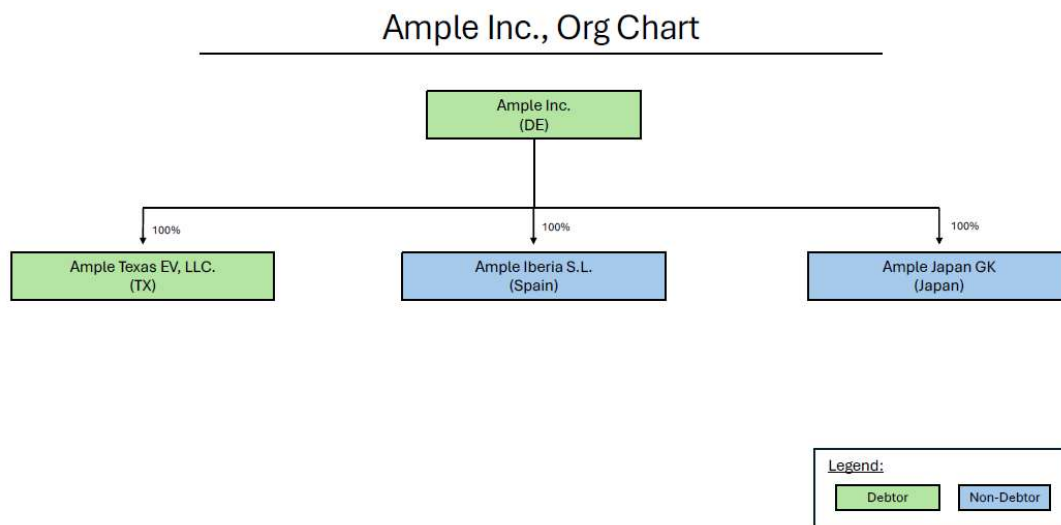 Ample Inc., Org Chart
Ample Inc.
(DE)
100%
100%
100%
Ample Texas EV, LLC.
(TX)
Ample Iberia S.L.
(Spain)
Ample Japan GK
(Japan)
Legend:
Debtor
Non-Debtor